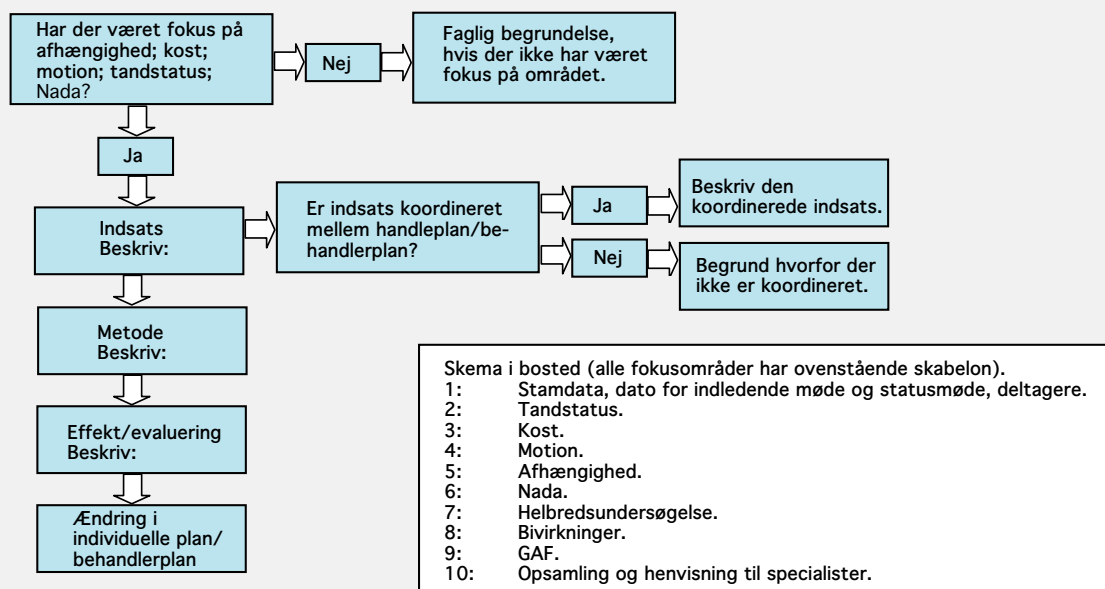 Har der været fokus på
afhængighed; kost;
motion; tandstatus;
Nada?
Nej
Faglig begrundelse,
hvis der ikke har været
fokus på området.
Ja
Indsats
Beskriv:
Er indsats koordineret
mellem handleplan/be-
handlerplan?
Ja
Beskriv den
koordinerede indsats.
Nej
Begrund hvorfor der
ikke er koordineret.
Metode
Beskriv:
Effekt/evaluering
Beskriv:
Ændring i
individuelle plan/
behandlerplan
Skema i bosted (alle fokusområder har ovenstående skabelon).
1: Stamdata, dato for indledende møde og statusmøde, deltagere.
2: Tandstatus.
3: Kost.
4: Motion.
5: Afhængighed.
6: Nada.
7: Helbredsundersøgelse.
8: Bivirkninger.
9: GAF.
10: Opsamling og henvisning til specialister.